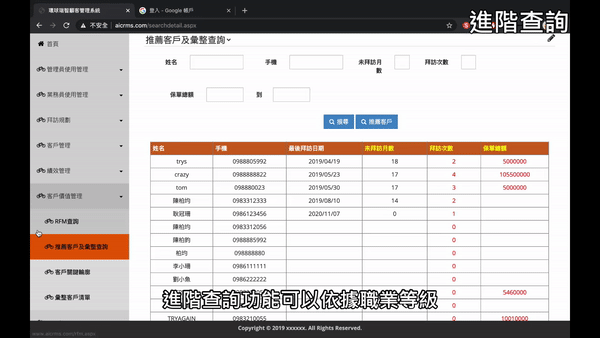 環球瑞智顧客管理系統
登入 - Google 帳戶
進階查詢
不安全 | aicrms.com/searchdetail.aspx
首頁
管理員使用管理
業務員使用管理
拜訪規劃
客戶管理
績效管理
客戶價值管理
RFM查詢
推薦客戶及彙整查詢
客戶關鍵輪廓
彙整客戶清單
推薦客戶及彙整查詢
姓名 手機 未拜訪月數 拜訪次數
保單總額 到
搜尋 推薦客戶
姓名 手機 最後拜訪日期 未拜訪月數 拜訪次數 保單總額
trys 0988805992 2019/04/19 18 2 5000000
crazy 0988888822 2019/05/23 17 4 105500000
tom 098880023 2019/05/30 17 3 5000000
陳柏均 0983312333 2019/08/10 14 2
耿冠珊 0986123456 2020/11/07 0 1
陳柏均 0983312056 0
陳柏昀 0988885992 0
柏均 098888880 0
李小珊 0986111111 0
劉小魚 0986222222 0
0 5460000
0
TRYAGAIN 0983210055 0 10010000
進階查詢功能可以依據職業等級
www.aicrms.com/rfm.aspx
Copyright © 2019 xxxxxx. All Rights Reserved.